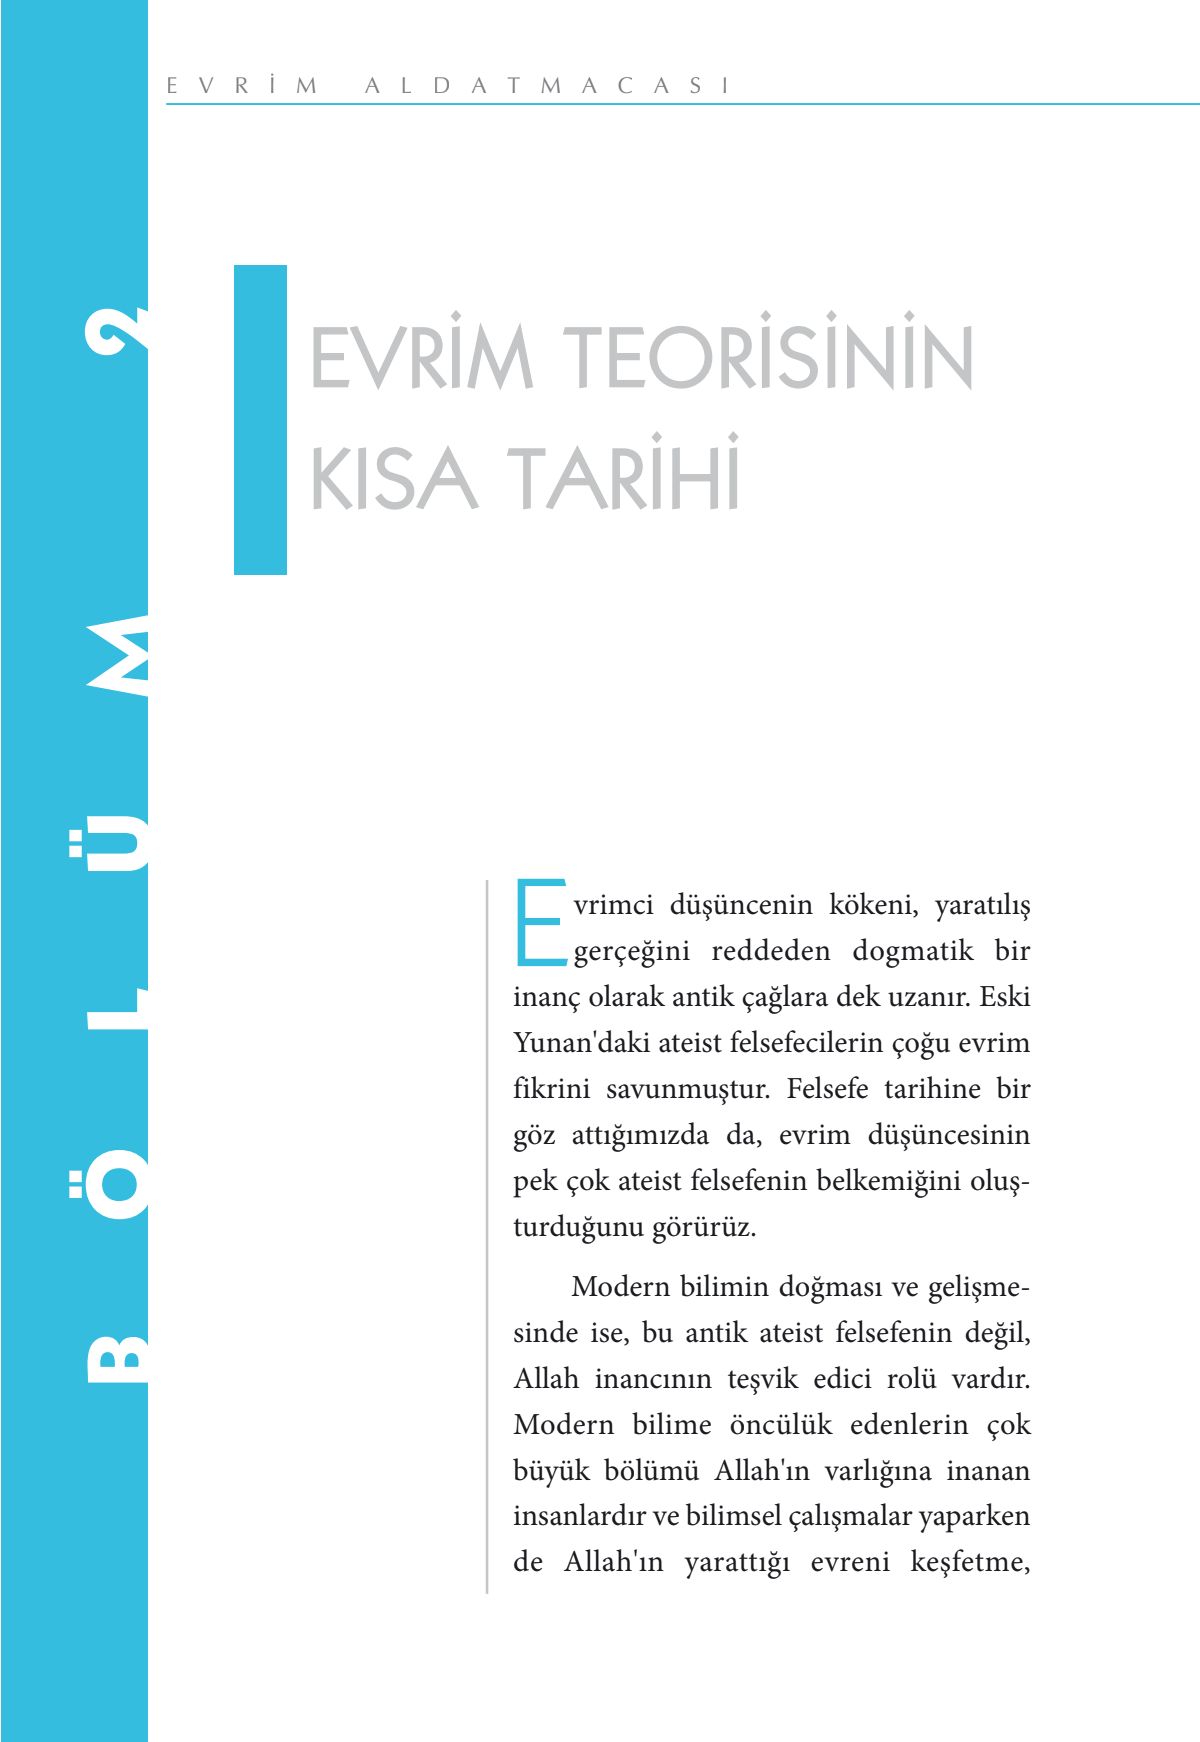 EVRİM ALDATMACASI
BÖLÜM 2
EVRİM TEORİSİNİN
KISA TARİHİ
Evrimci düşüncenin kökeni, yaratılış
gerçeğini reddeden dogmatik bir
inanç olarak antik çağlara dek uzanır. Eski
Yunan'daki ateist felsefecilerin çoğu evrim
fikrini savunmuştur. Felsefe tarihine bir
göz attığımızda da, evrim düşüncesinin
pek çok ateist felsefenin belkemiğini oluş-
turduğunu görürüz.
Modern bilimin doğması ve gelişme-
sinde ise, bu antik ateist felsefenin değil,
Allah inancının teşvik edici rolü vardır.
Modern bilime öncülük edenlerin çok
büyük bölümü Allah'ın varlığına inanan
insanlardır ve bilimsel çalışmalar yaparken
de Allah'ın yarattığı evreni keşfetme,